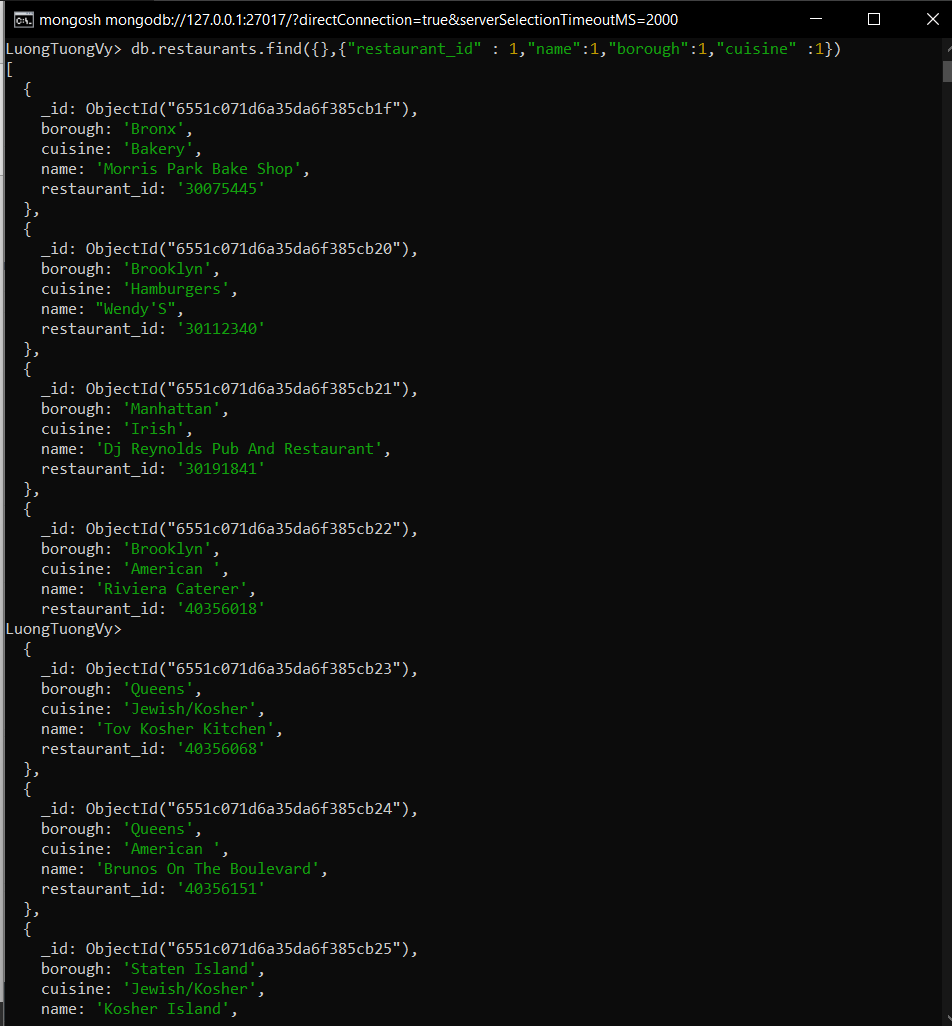 mongosh mongodb://127.0.0.1:27017/?directConnection=true&serverSelectionTimeoutMS=2000
LuongTuongVy> db.restaurants.find({},{"restaurant_id" : 1,"name":1,"borough":1,"cuisine" :1})
[
  {
    _id: ObjectId("6551c071d6a35da6f385cb1f"),
    borough: 'Bronx',
    cuisine: 'Bakery',
    name: 'Morris Park Bake Shop',
    restaurant_id: '30075445'
  },
  {
    _id: ObjectId("6551c071d6a35da6f385cb20"),
    borough: 'Brooklyn',
    cuisine: 'Hamburgers',
    name: "Wendy'S",
    restaurant_id: '30112340'
  },
  {
    _id: ObjectId("6551c071d6a35da6f385cb21"),
    borough: 'Manhattan',
    cuisine: 'Irish',
    name: 'Dj Reynolds Pub And Restaurant',
    restaurant_id: '30191841'
  },
  {
    _id: ObjectId("6551c071d6a35da6f385cb22"),
    borough: 'Brooklyn',
    cuisine: 'American ',
    name: 'Riviera Caterer',
    restaurant_id: '40356018'
LuongTuongVy>
  {
    _id: ObjectId("6551c071d6a35da6f385cb23"),
    borough: 'Queens',
    cuisine: 'Jewish/Kosher',
    name: 'Tov Kosher Kitchen',
    restaurant_id: '40356068'
  },
  {
    _id: ObjectId("6551c071d6a35da6f385cb24"),
    borough: 'Queens',
    cuisine: 'American ',
    name: 'Brunos On The Boulevard',
    restaurant_id: '40356151'
  },
  {
    _id: ObjectId("6551c071d6a35da6f385cb25"),
    borough: 'Staten Island',
    cuisine: 'Jewish/Kosher',
    name: 'Kosher Island',